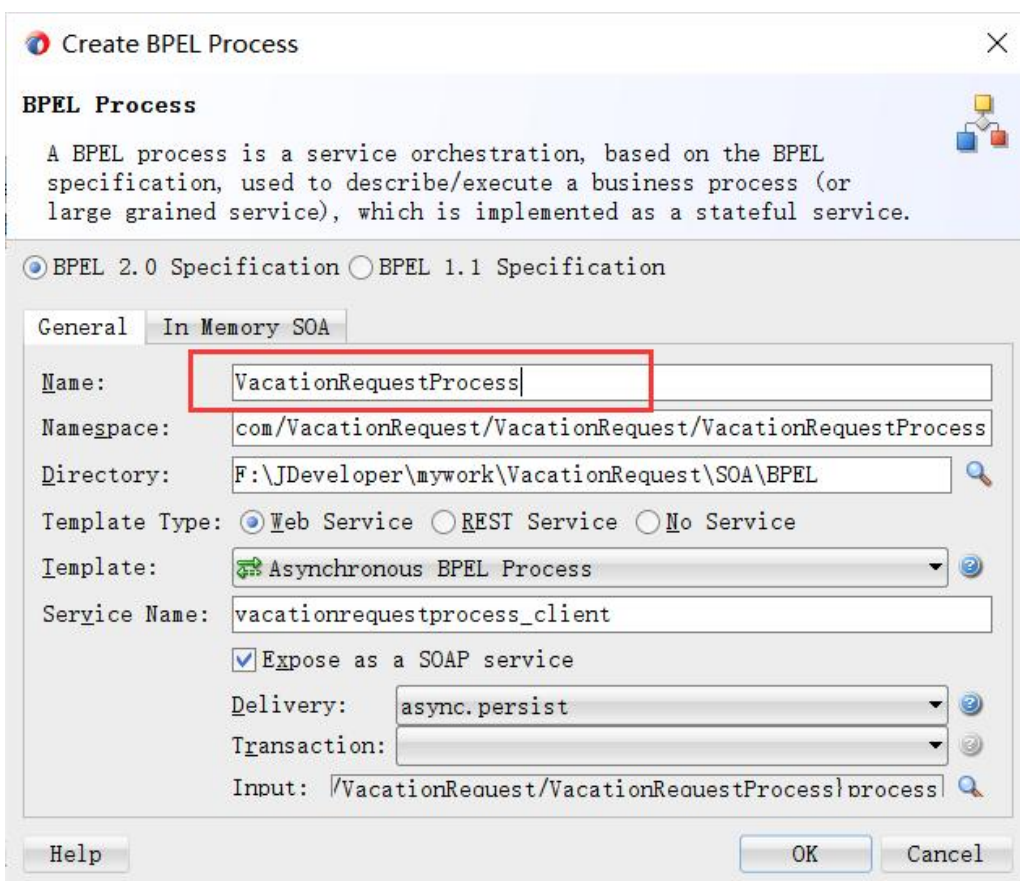 Create BPEL Process
BPEL Process
A BPEL process is a service orchestration, based on the BPEL
specification, used to describe/execute a business process (or
large grained service), which is implemented as a stateful service.
BPEL 2.0 Specification BPEL 1.1 Specification
General In Memory SOA
Name: VacationRequestProcess
Namespace: com/VacationRequest/VacationRequest/VacationRequestProcess
Directory: F:\JDeveloper\mywork\VacationRequest\SOA\BPEL
Template Type: Web Service REST Service No Service
Template: Asynchronous BPEL Process
Service Name: vacationrequestprocess_client
Expose as a SOAP service
Delivery: async.persist
Transaction:
Input: /VacationRequest/VacationRequestProcess}process
Help OK Cancel